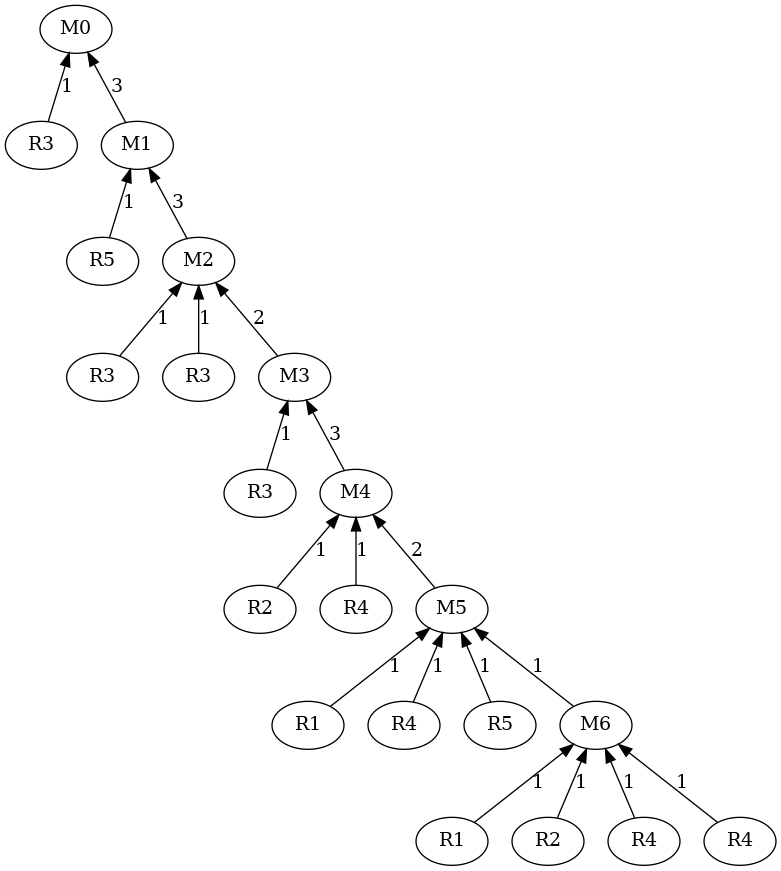 M0
1 3
R3 M1
1 3
R5 M2
1 1 2
R3 R3 M3
1 3
R3 M4
1 1 2
R2 R4 M5
1 1 1 1
R1 R4 R5 M6
1 1 1 1
R1 R2 R4 R4